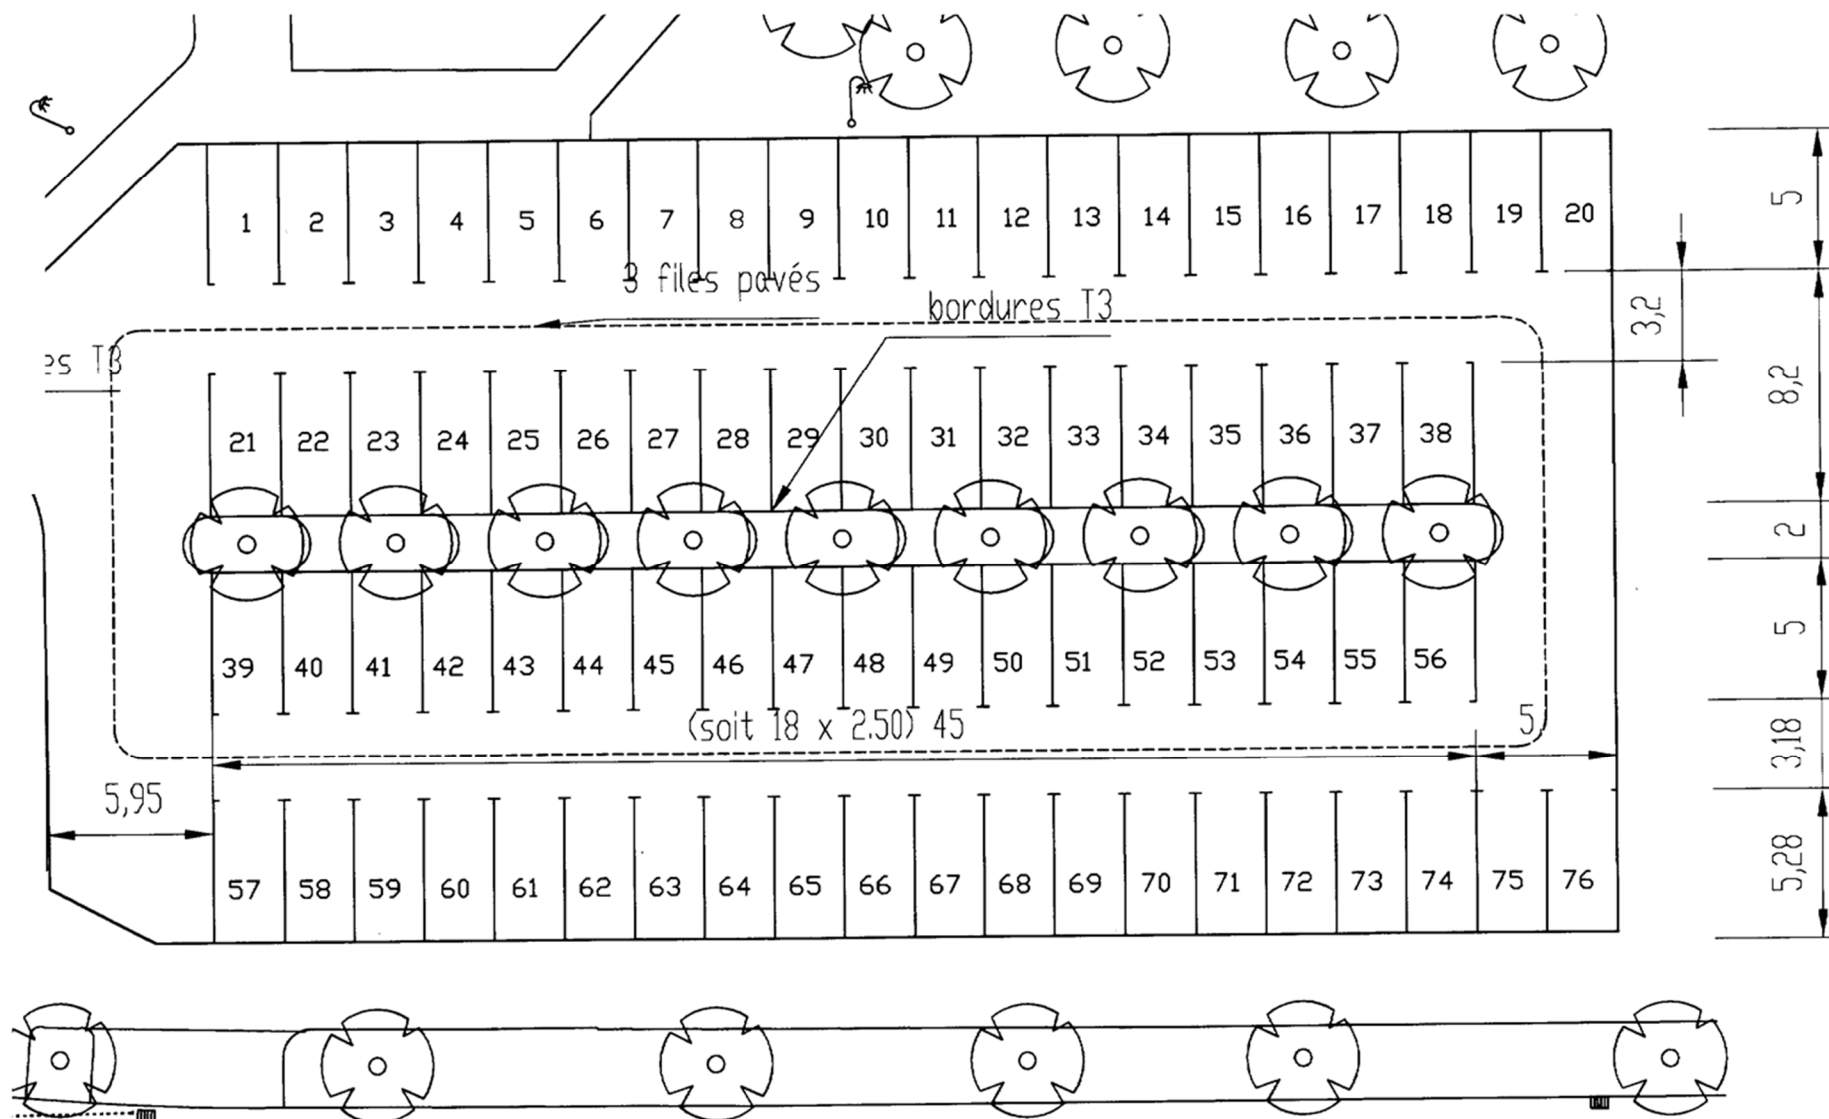 1 2 3 4 5 6 7 8 9 10 11 12 13 14 15 16 17 18 19 20
5
3 files pavés
bordures T3
3,2
es T3
8,2
21 22 23 24 25 26 27 28 29 30 31 32 33 34 35 36 37 38
2
39 40 41 42 43 44 45 46 47 48 49 50 51 52 53 54 55 56
5
(soit 18 x 2.50) 45
5
3,18
5,95
57 58 59 60 61 62 63 64 65 66 67 68 69 70 71 72 73 74 75 76
5,28